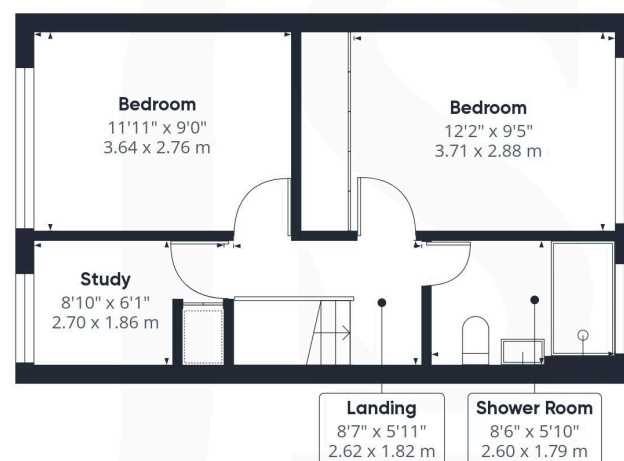 Bedroom
11'11" x 9'0"
3.64 x 2.76 m
Bedroom
12'2" x 9'5"
3.71 x 2.88 m
Study
8'10" x 6'1"
2.70 x 1.86 m
Landing
8'7" x 5'11"
2.62 x 1.82 m
Shower Room
8'6" x 5'10"
2.60 x 1.79 m